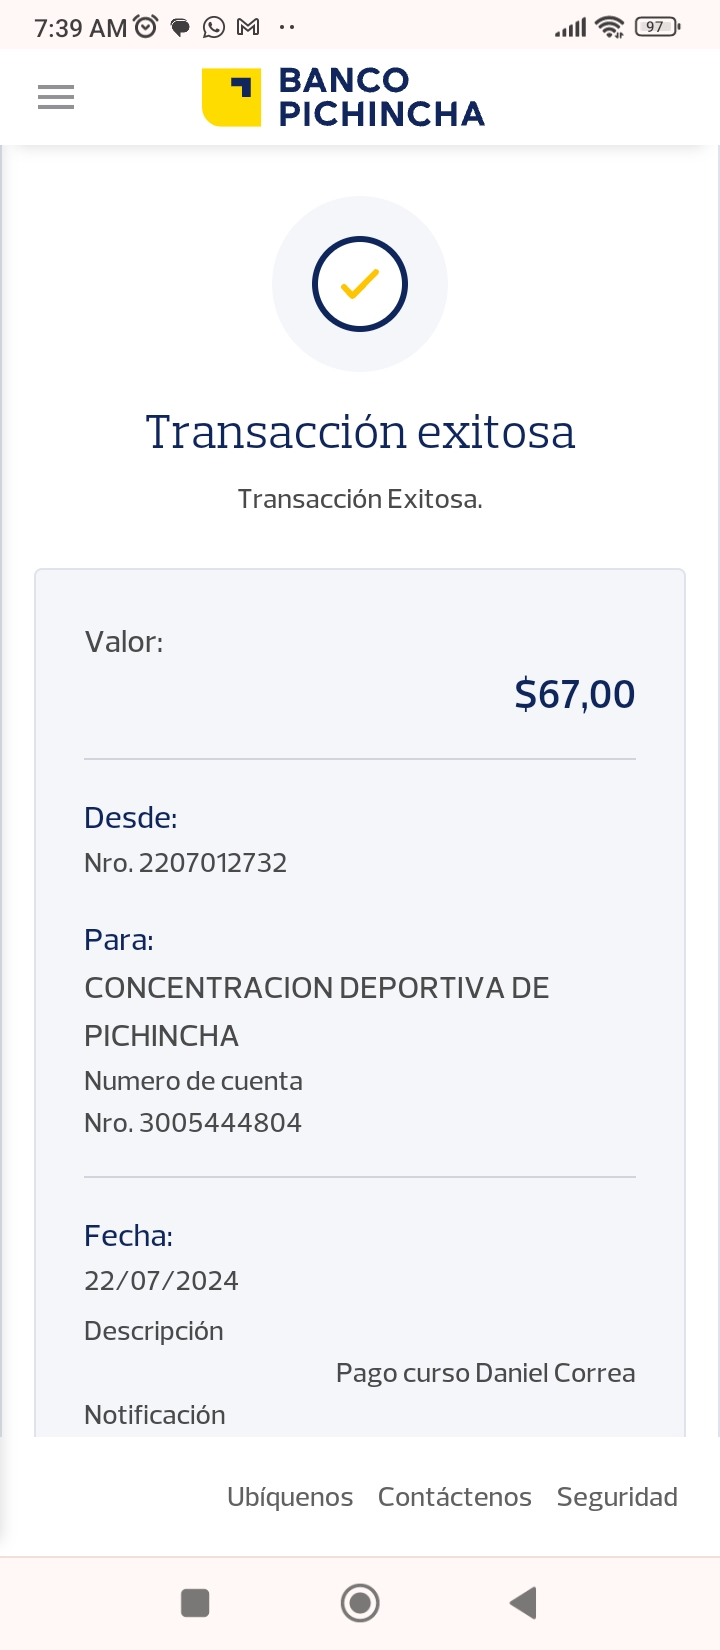 7:39 AM
97
BANCO
PICHINCHA
Transacción exitosa
Transacción Exitosa.
Valor:
$67,00
Desde:
Nro. 2207012732
Para:
CONCENTRACION DEPORTIVA DE
PICHINCHA
Numero de cuenta
Nro. 3005444804
Fecha:
22/07/2024
Descripción
Pago curso Daniel Correa
Notificación
Ubíquenos Contáctenos Seguridad